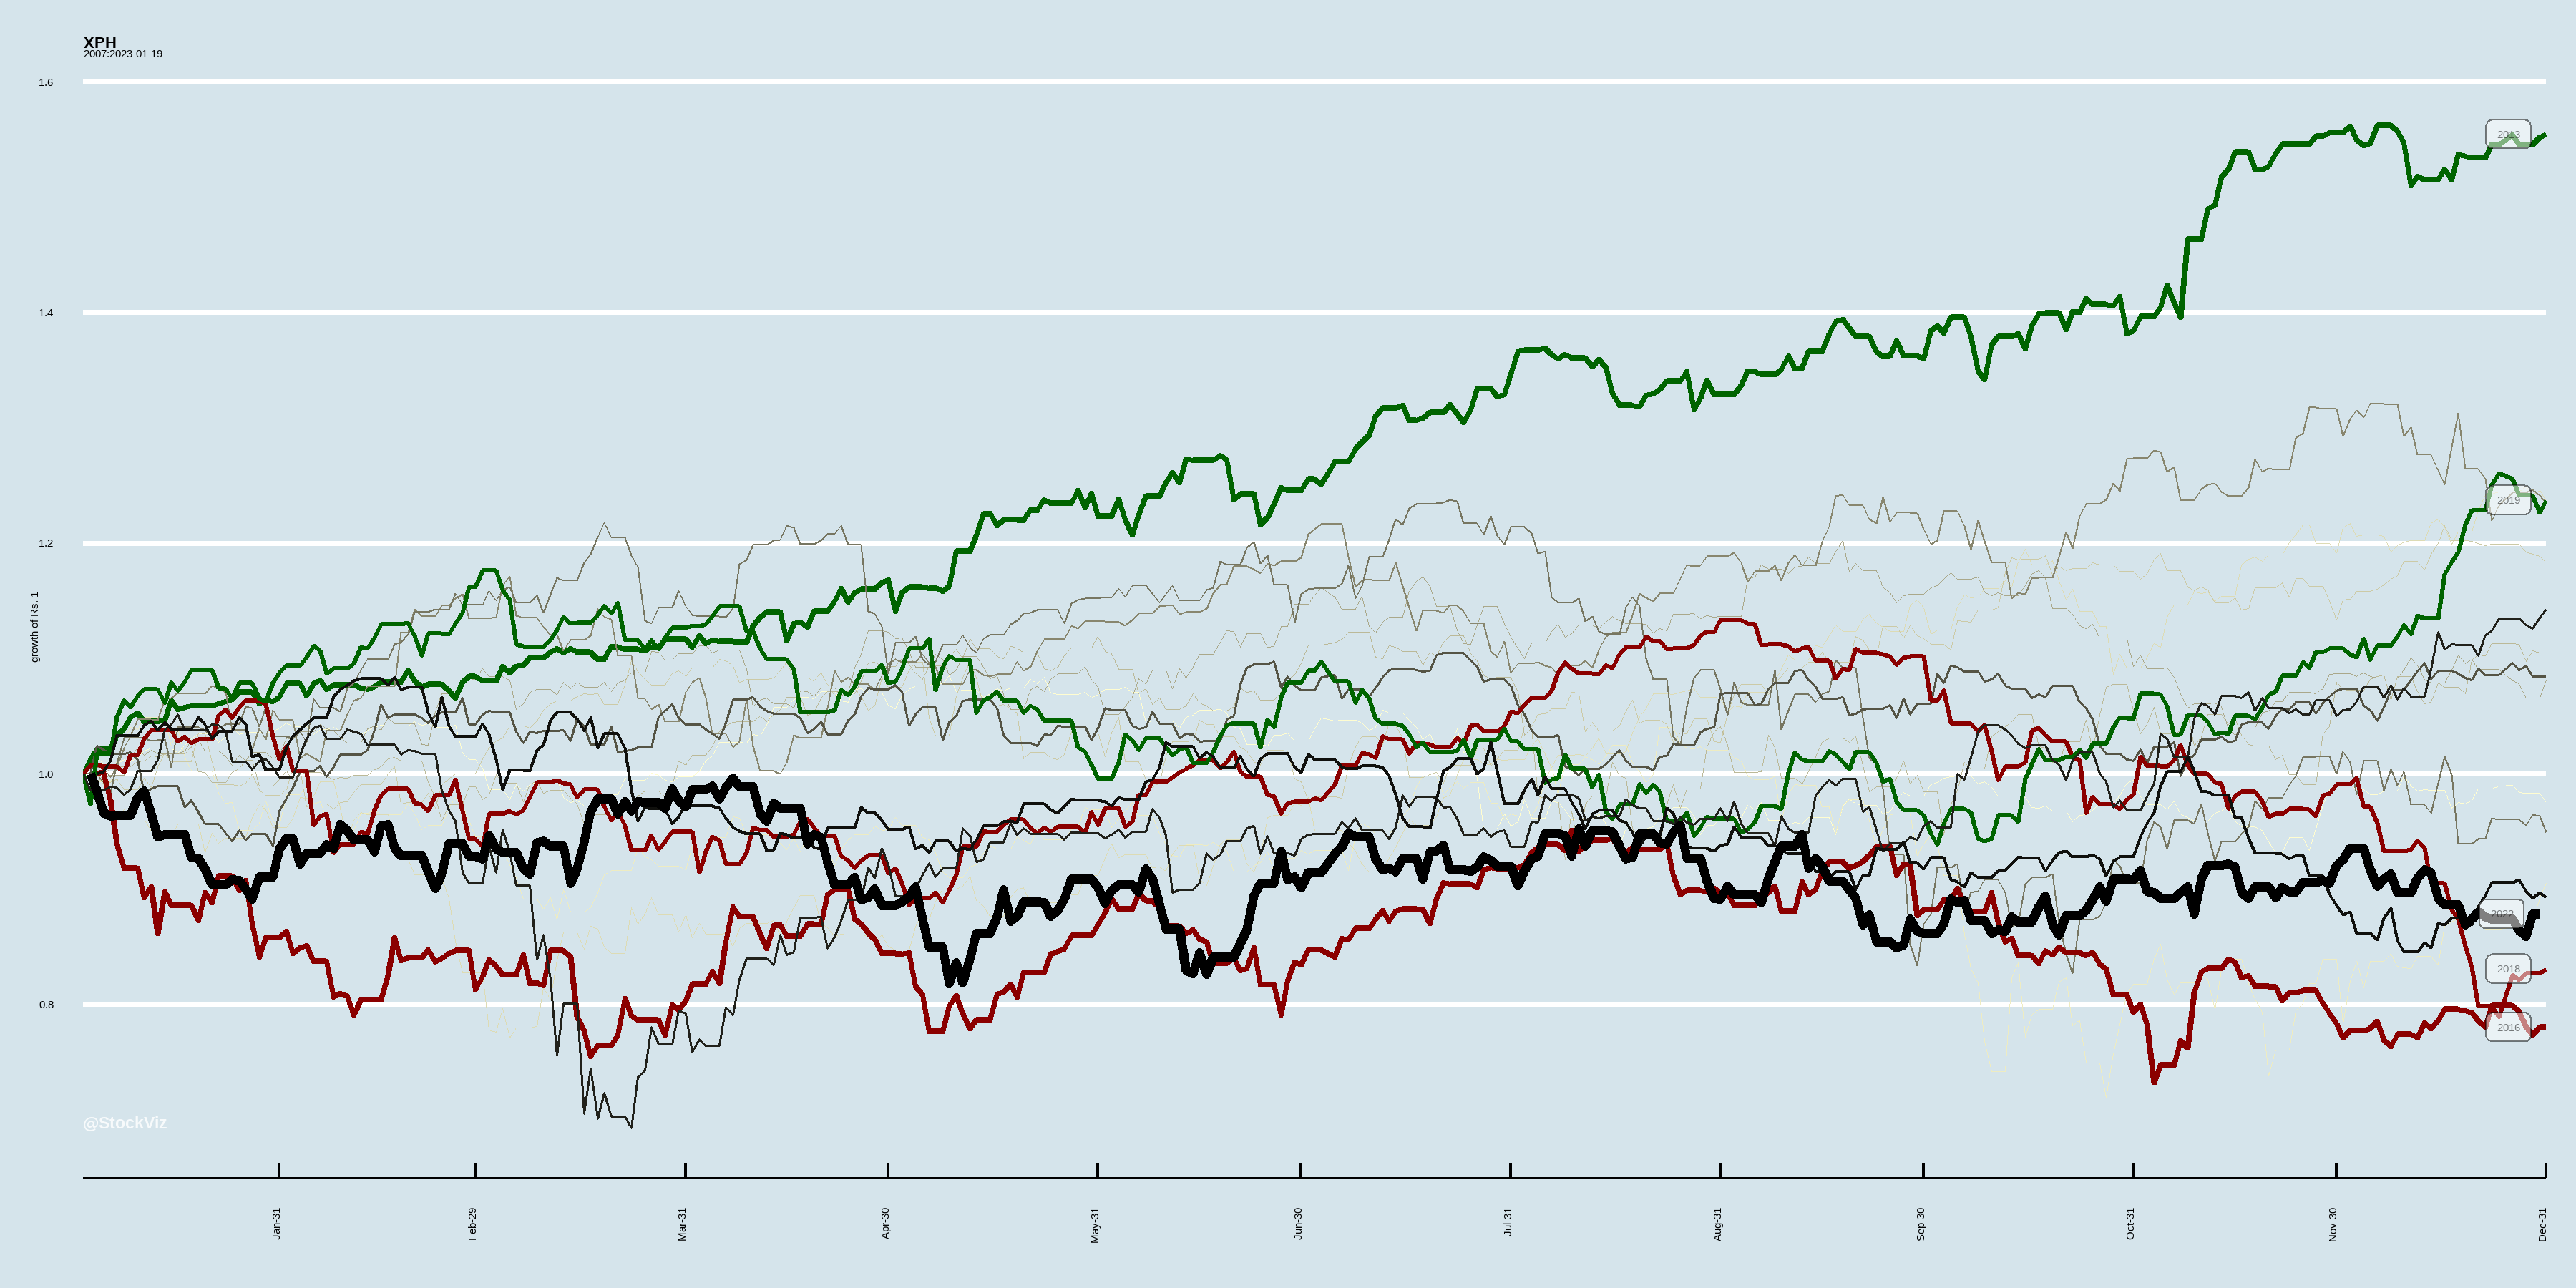 XPH
2007:2023-01-19
1.6
1.4
1.2
1.0
0.8
growth of Rs. 1
2013
2019
2022
2018
2016
@StockViz
Jan-31
Feb-29
Mar-31
Apr-30
May-31
Jun-30
Jul-31
Aug-31
Sep-30
Oct-31
Nov-30
Dec-31